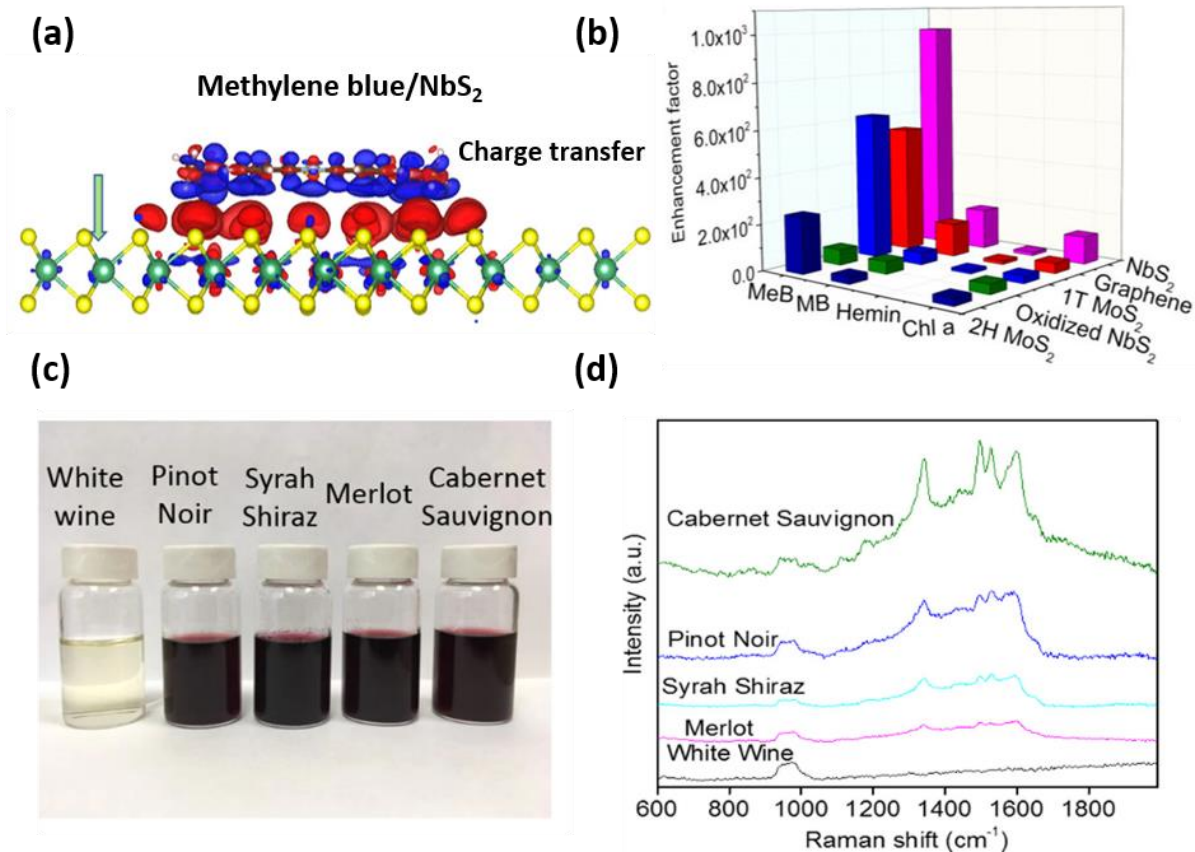 (a)
Methylene blue/NbS₂
Charge transfer
(b)
Enhancement factor
1.0x10³
8.0x10²
6.0x10²
4.0x10²
2.0x10²
0.0
MeB
MB
Hemin
Chl a
2H MoS₂
Oxidized NbS₂
1T MoS₂
Graphene
NbS₂
(c)
White
wine
Pinot
Noir
Syrah
Shiraz
Merlot
Cabernet
Sauvignon
(d)
Intensity (a.u.)
Cabernet Sauvignon
Pinot Noir
Syrah Shiraz
Merlot
White Wine
600 800 1000 1200 1400 1600 1800
Raman shift (cm⁻¹)